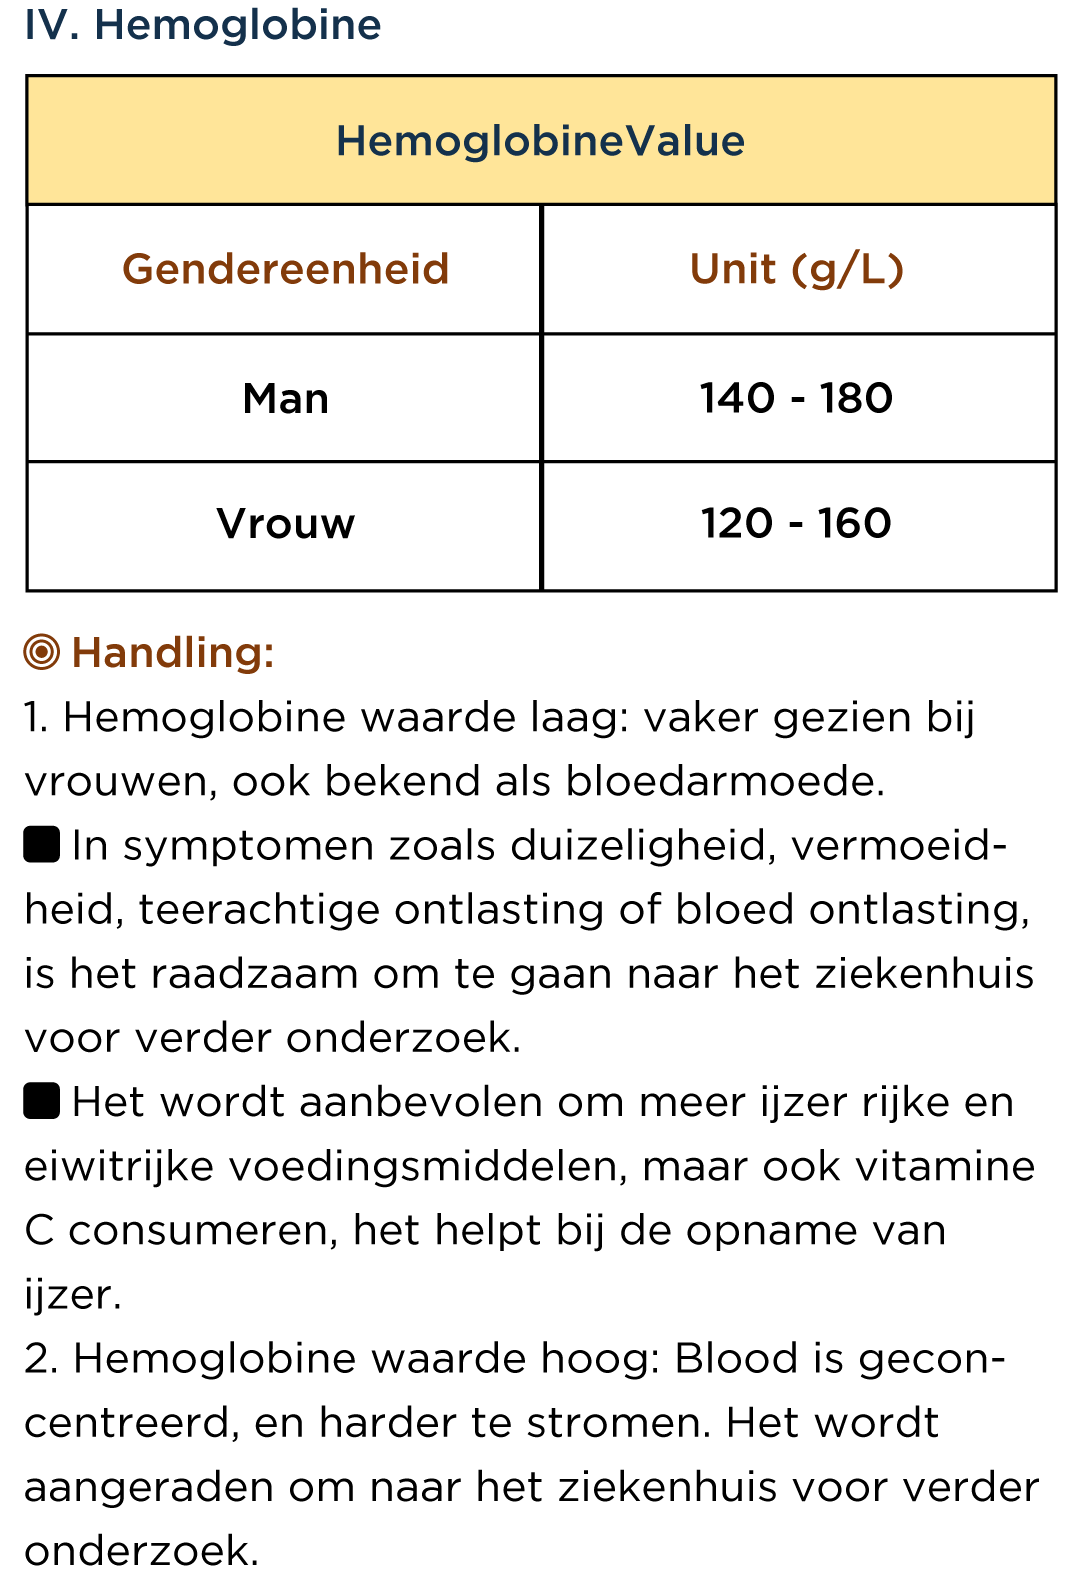 IV. Hemoglobine
HemoglobineValue
Gendereenheid
Unit (g/L)
Man
140 - 180
Vrouw
120 - 160
Handling:
1. Hemoglobine waarde laag: vaker gezien bij
vrouwen, ook bekend als bloedarmoede.
In symptomen zoals duizeligheid, vermoeid-
heid, teerachtige ontlasting of bloed ontlasting,
is het raadzaam om te gaan naar het ziekenhuis
voor verder onderzoek.
Het wordt aanbevolen om meer ijzer rijke en
eiwitrijke voedingsmiddelen, maar ook vitamine
C consumeren, het helpt bij de opname van
ijzer.
2. Hemoglobine waarde hoog: Blood is gecon-
centreerd, en harder te stromen. Het wordt
aangeraden om naar het ziekenhuis voor verder
onderzoek.